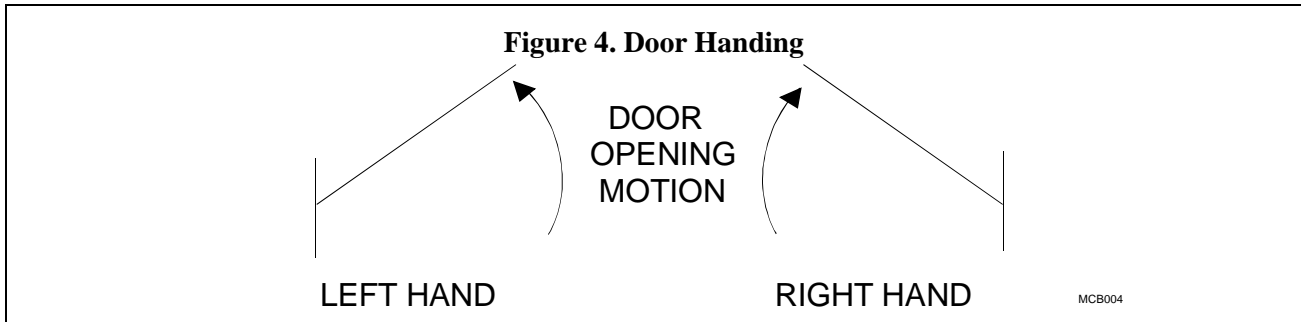 Figure 4. Door Handing
DOOR
OPENING
MOTION
LEFT HAND
RIGHT HAND
MCB004